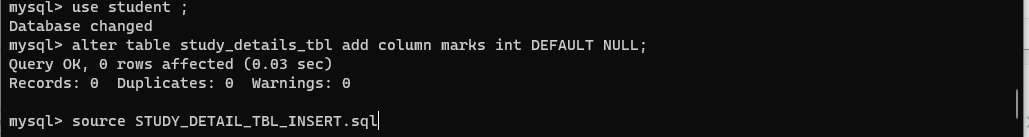 mysql> use student ;
Database changed
mysql> alter table study_details_tbl add column marks int DEFAULT NULL;
Query OK, 0 rows affected (0.03 sec)
Records: 0  Duplicates: 0  Warnings: 0
mysql> source STUDY_DETAIL_TBL_INSERT.sql